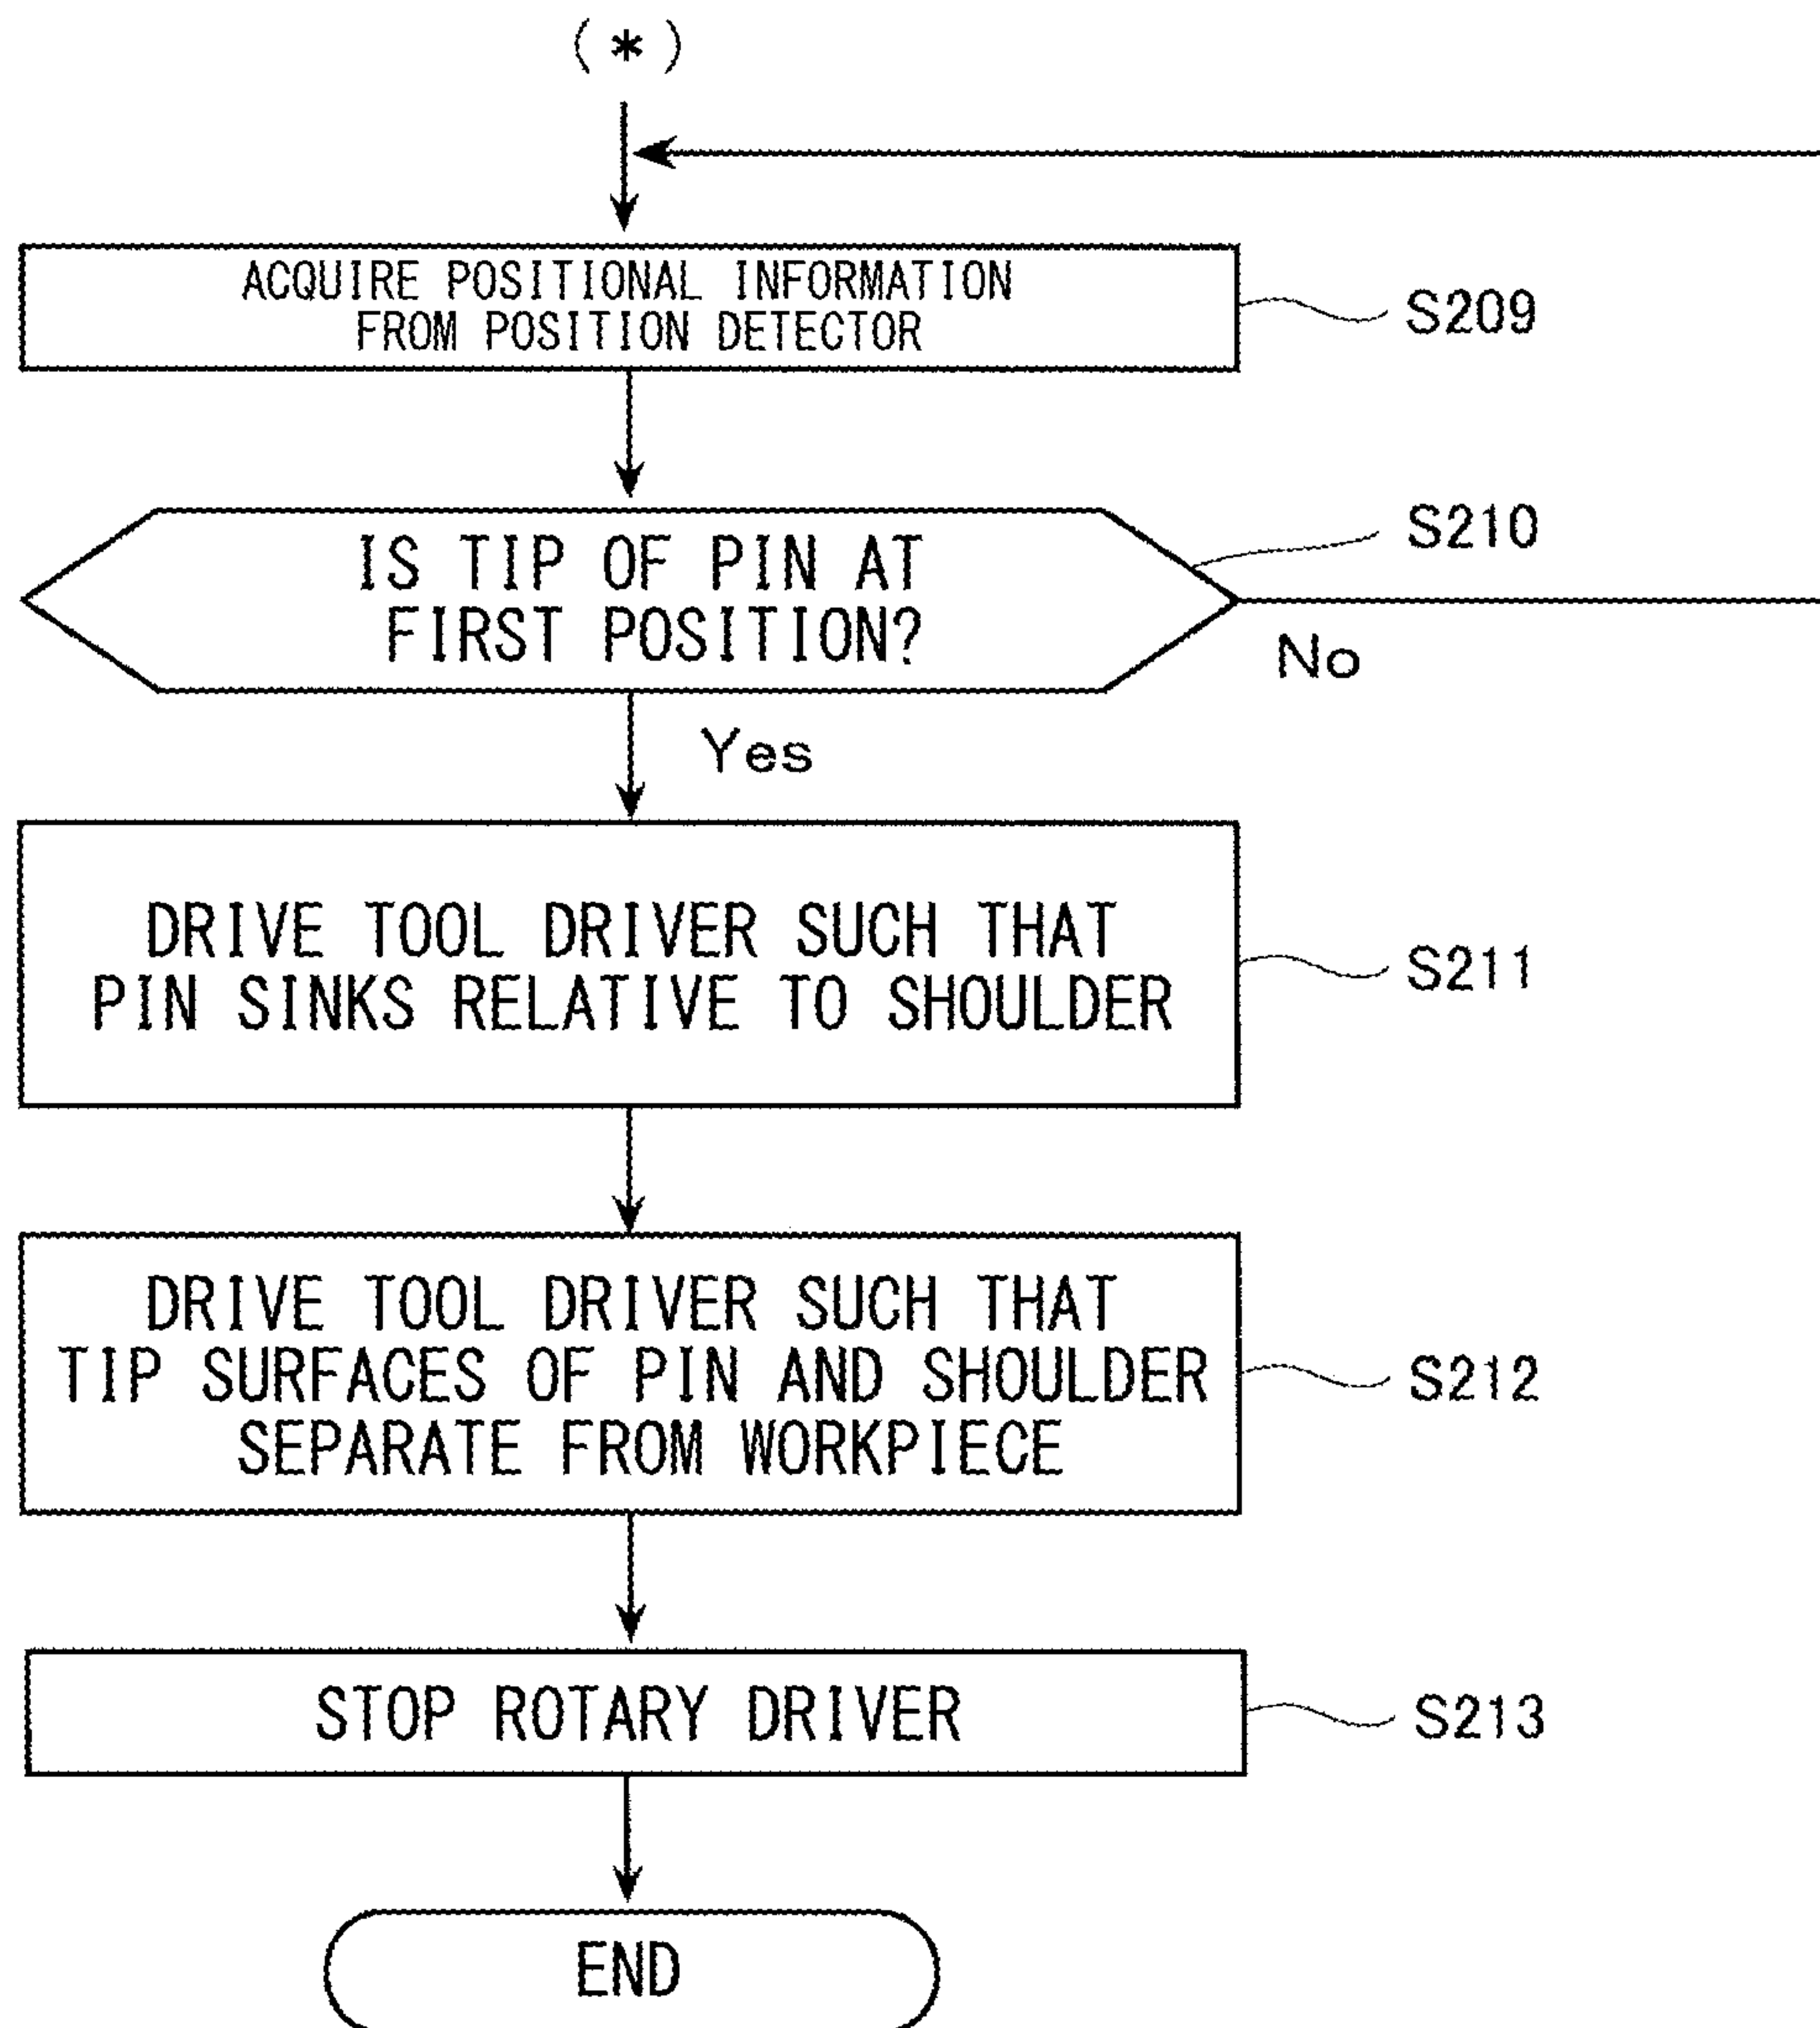 (*)
ACQUIRE POSITIONAL INFORMATION
FROM POSITION DETECTOR
S209
IS TIP OF PIN AT
FIRST POSITION?
S210
No
Yes
DRIVE TOOL DRIVER SUCH THAT
PIN SINKS RELATIVE TO SHOULDER
S211
DRIVE TOOL DRIVER SUCH THAT
TIP SURFACES OF PIN AND SHOULDER
SEPARATE FROM WORKPIECE
S212
STOP ROTARY DRIVER
S213
END